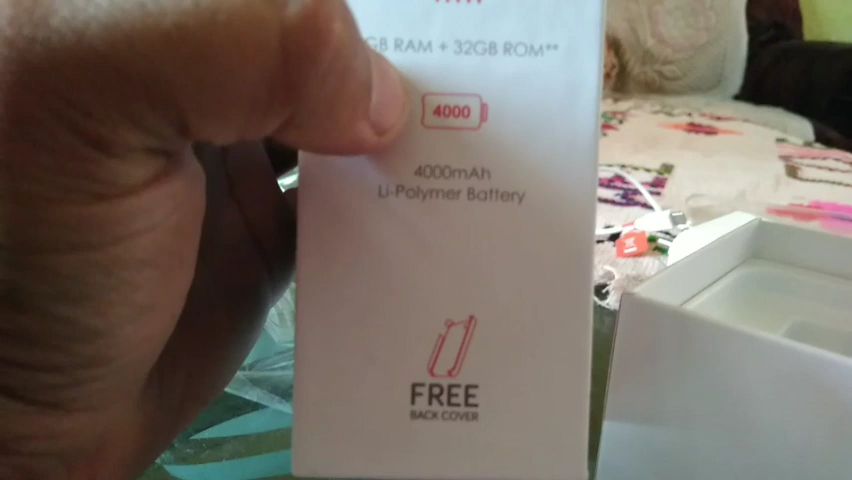 GB RAM + 32GB ROM**
4000
4000mAh
Li-Polymer Battery
FREE
BACK COVER